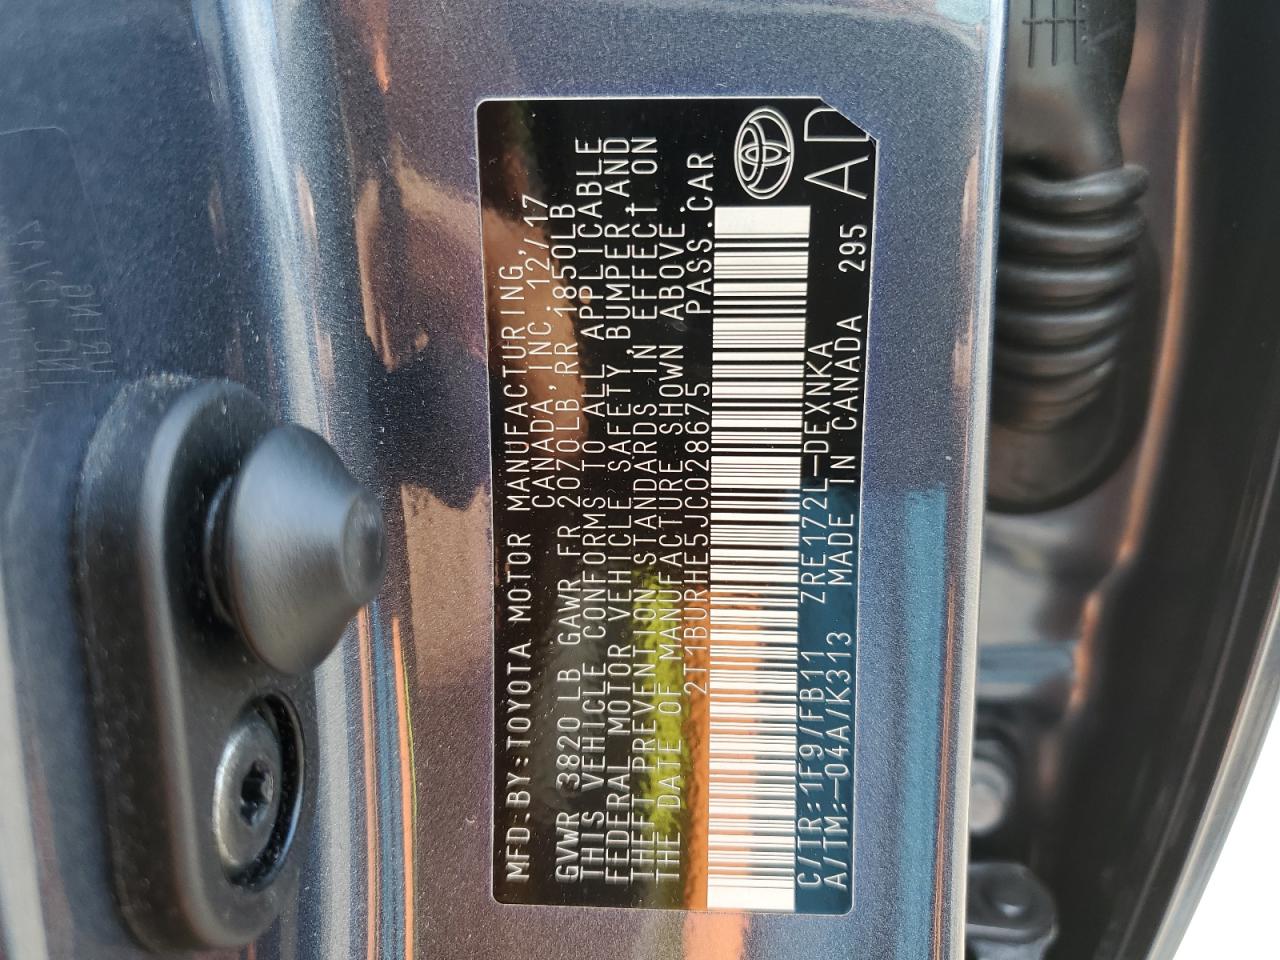 MFD.BY:TOYOTA MOTOR MANUFACTURING,
CANADA, INC. 12/17
GVWR 3820 LB GAWR FR 2070LB RR 1850LB
THIS VEHICLE CONFORMS TO ALL APPLICABLE
FEDERAL MOTOR VEHICLE SAFETY, BUMPER, AND
THEFT PREVENTION STANDARDS IN EFFECT ON
THE DATE OF MANUFACTURE SHOWN ABOVE.
2T1BURHE5JC028675 PASS.CAR
C/TR:1F9/FB11 ZRE172L-DEXNKA
A/TM:-04A/K313 MADE IN CANADA 295
AD